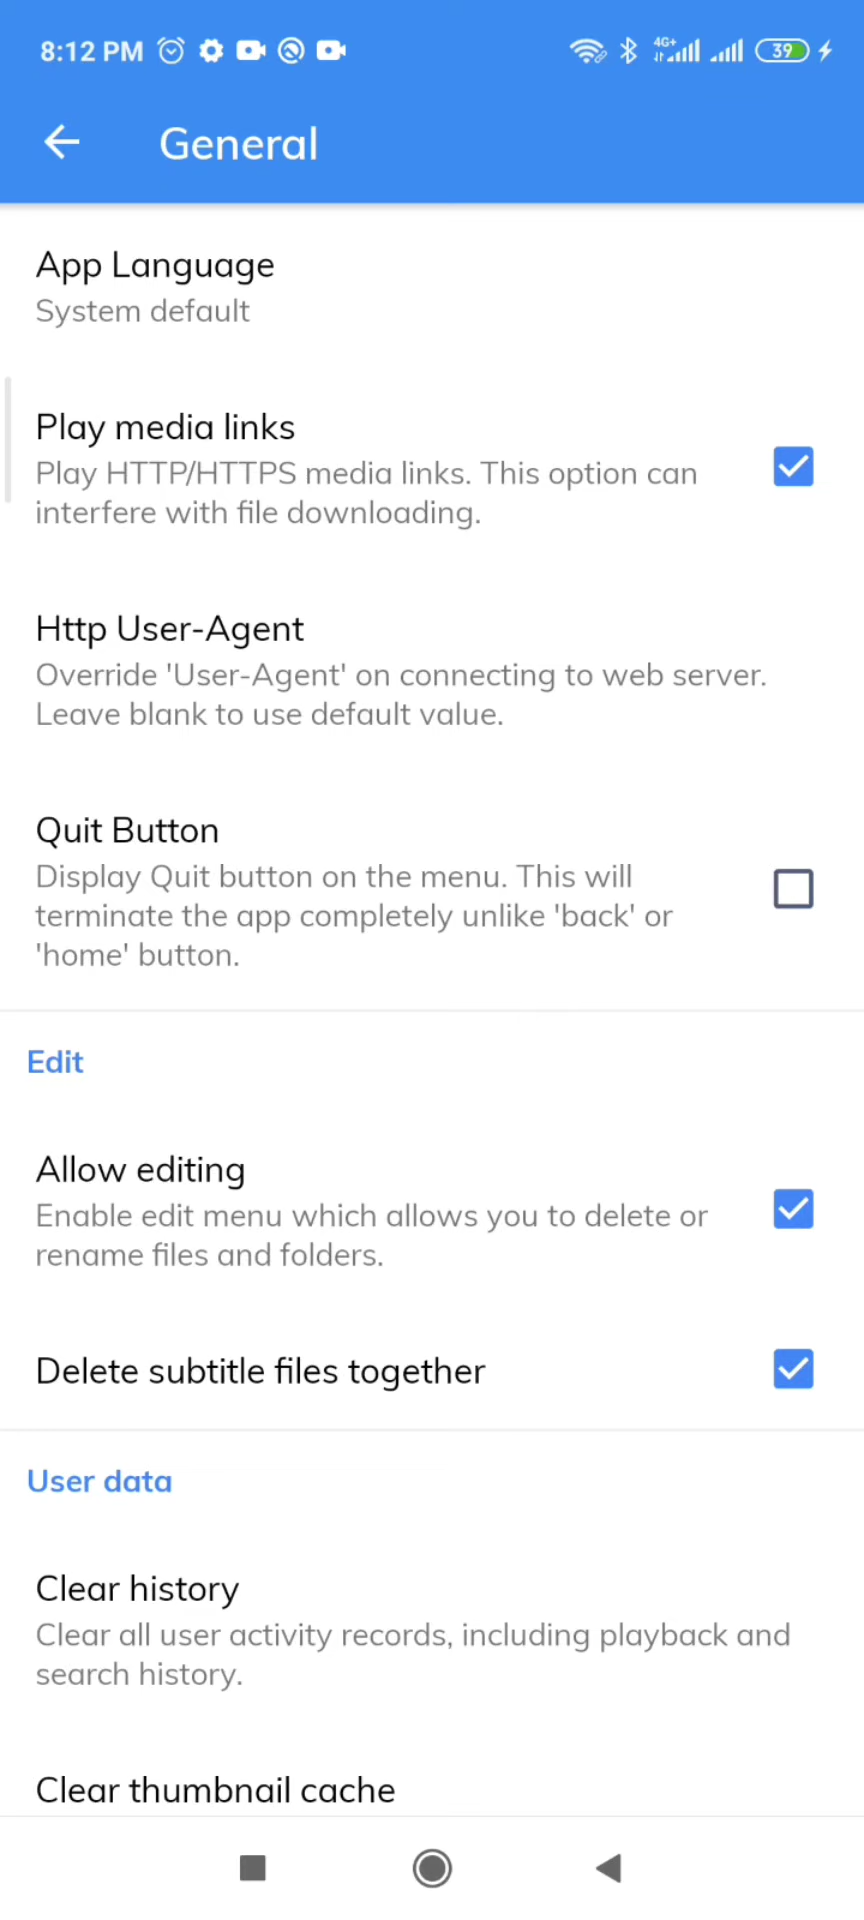 8:12 PM 4G+ 39
General
App Language
System default
Play media links
Play HTTP/HTTPS media links. This option can
interfere with file downloading.
Http User-Agent
Override 'User-Agent' on connecting to web server.
Leave blank to use default value.
Quit Button
Display Quit button on the menu. This will
terminate the app completely unlike 'back' or
'home' button.
Edit
Allow editing
Enable edit menu which allows you to delete or
rename files and folders.
Delete subtitle files together
User data
Clear history
Clear all user activity records, including playback and
search history.
Clear thumbnail cache